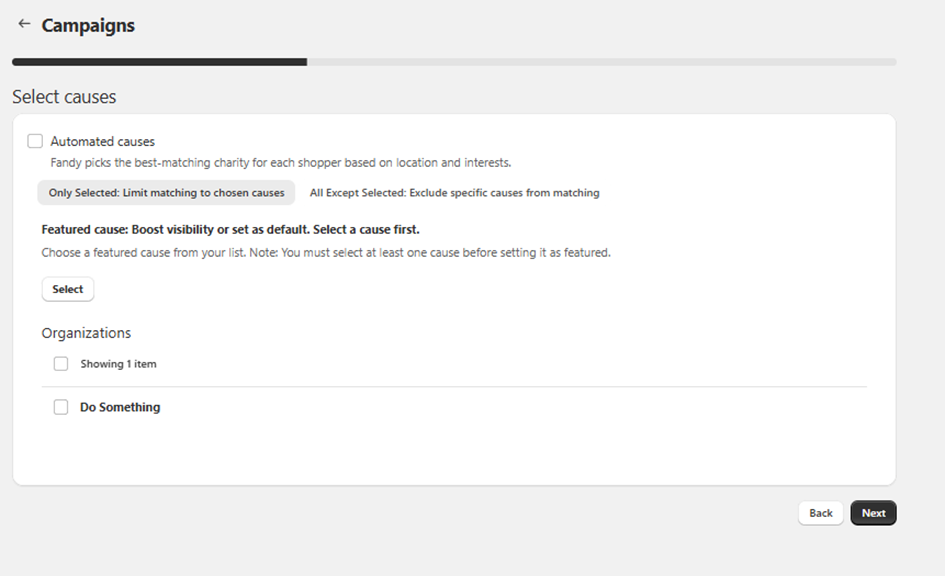 Campaigns
Select causes
Automated causes
Fandy picks the best-matching charity for each shopper based on location and interests.
Only Selected: Limit matching to chosen causes
All Except Selected: Exclude specific causes from matching
Featured cause: Boost visibility or set as default. Select a cause first.
Choose a featured cause from your list. Note: You must select at least one cause before setting it as featured.
Select
Organizations
Showing 1 item
Do Something
Back
Next